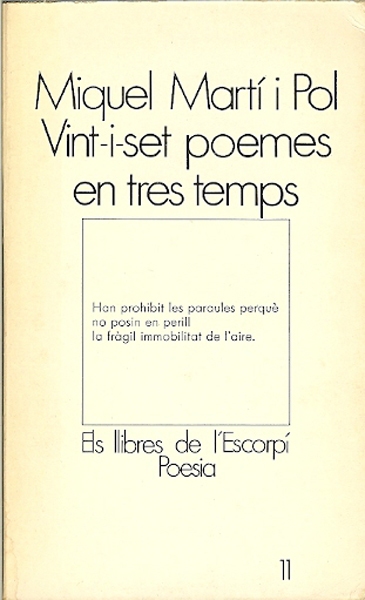 Miquel Martí i Pol
Vint-i-set poemes
en tres temps
Han prohibit les paraules perquè
no posin en perill
la fràgil immobilitat de l'aire.
Els llibres de l'Escorpí
Poesia
11